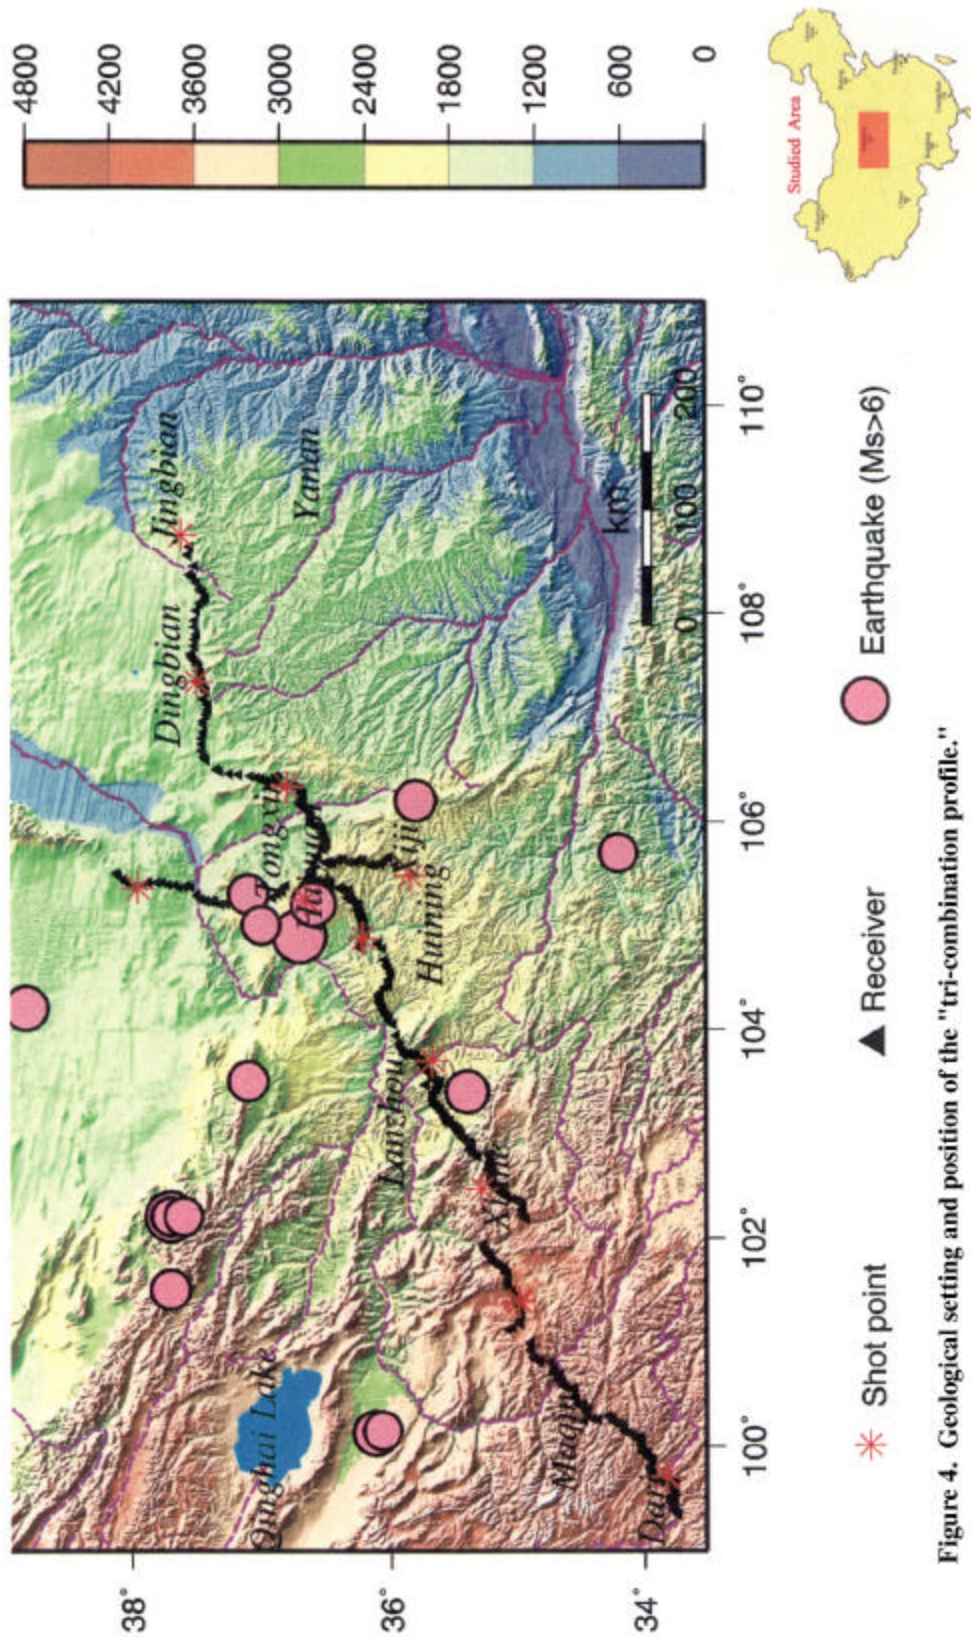 4800
4200
3600
3000
2400
1800
1200
600
0
Studied Area
38°
36°
34°
100°
102°
104°
106°
108°
110°
Jingbian
Yanan
Dingbian
Tongxin
Xiji
Huming
Lanzhou
Qinghai Lake
Maqin
Dari
km
0 100 200
Shot point
Receiver
Earthquake (Ms>6)
Figure 4. Geological setting and position of the "tri-combination profile."